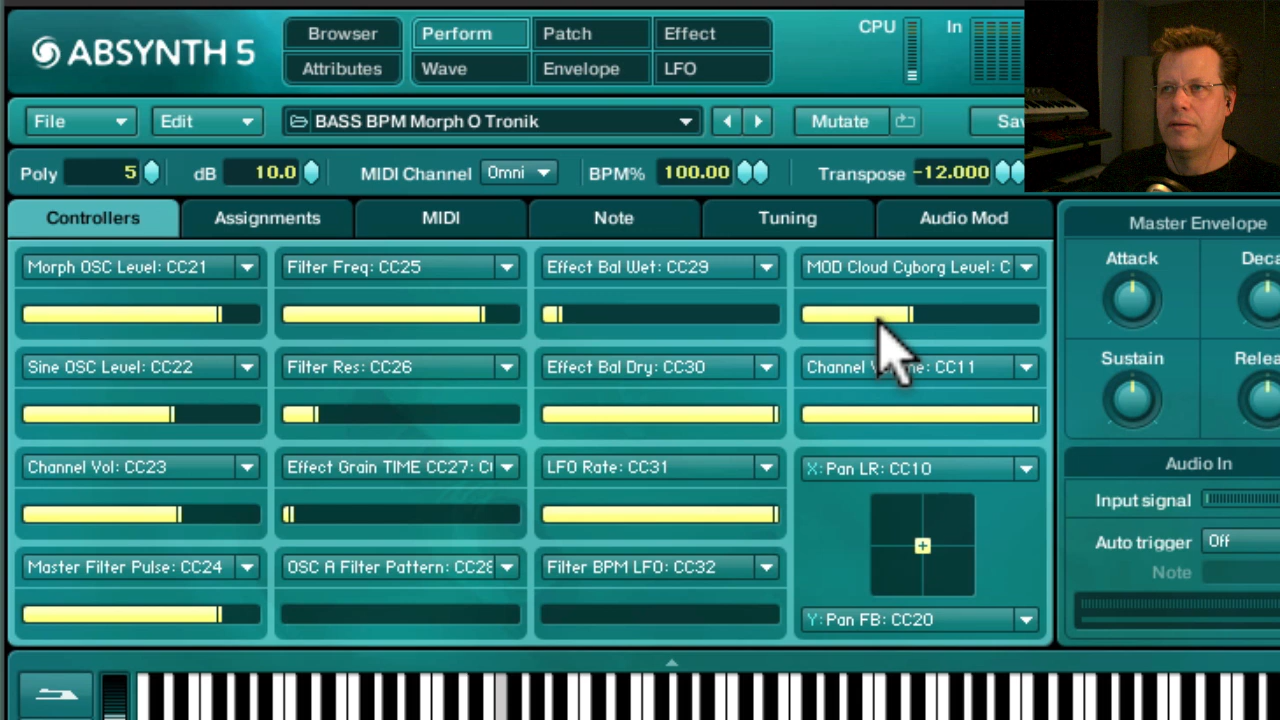 ABSYNTH 5
Browser
Attributes
Perform
Patch
Effect
Wave
Envelope
LFO
CPU
In
File
Edit
BASS BPM Morph O Tronik
Mutate
Poly 5
dB 10.0
MIDI Channel Omni
BPM% 100.00
Transpose -12.000
Controllers
Assignments
MIDI
Note
Tuning
Audio Mod
Morph OSC Level: CC21
Filter Freq: CC25
Effect Bal Wet: CC29
MOD Cloud Cyborg Level: C
Sine OSC Level: CC22
Filter Res: CC26
Effect Bal Dry: CC30
Channel CC11
Channel Vol: CC23
Effect Grain TIME CC27:
LFO Rate: CC31
X: Pan LR: CC10
Master Filter Pulse: CC24
OSC A Filter Pattern: CC28
Filter BPM LFO: CC32
Y: Pan FB: CC20
Master Envelope
Attack
Sustain
Audio In
Input signal
Auto trigger Off
Note